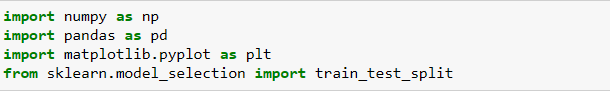 import numpy as np
import pandas as pd
import matplotlib.pyplot as plt
from sklearn.model_selection import train_test_split